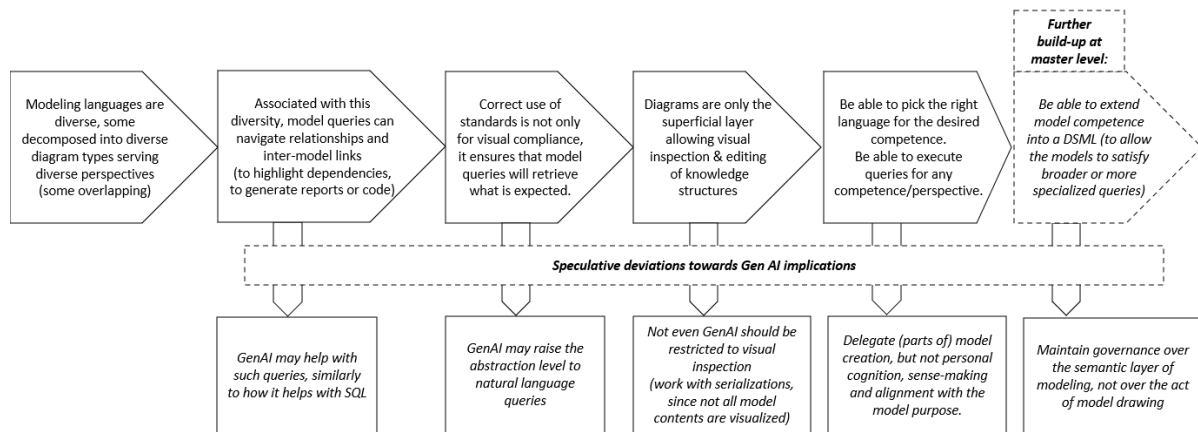 Further
build-up at
master level:
Modeling languages are
diverse, some
decomposed into diverse
diagram types serving
diverse perspectives
(some overlapping)
Associated with this
diversity, model queries can
navigate relationships and
inter-model links
(to highlight dependencies,
to generate reports or code)
Correct use of
standards is not only
for visual compliance,
it ensures that model
queries will retrieve
what is expected.
Diagrams are only the
superficial layer
allowing visual
inspection & editing
of knowledge
structures
Be able to pick the right
language for the desired
competence.
Be able to execute
queries for any
competence/perspective.
Be able to extend
model competence
into a DSML (to allow
the models to satisfy
broader or more
specialized queries)
Speculative deviations towards Gen AI implications
GenAI may help with
such queries, similarly
to how it helps with SQL
GenAI may raise the
abstraction level to
natural language
queries
Not even GenAI should be
restricted to visual
inspection
(work with serializations,
since not all model
contents are visualized)
Delegate (parts of) model
creation, but not personal
cognition, sense-making
and alignment with the
model purpose.
Maintain governance over
the semantic layer of
modeling, not over the act
of model drawing